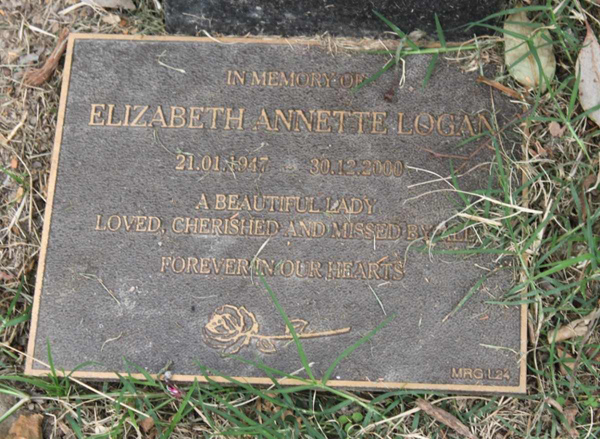 IN MEMORY OF
ELIZABETH ANNETTE LOGAN
21.01.1947 - 30.12.2000
A BEAUTIFUL LADY
LOVED, CHERISHED AND MISSED BY ALL
FOREVER IN OUR HEARTS
MRG L24